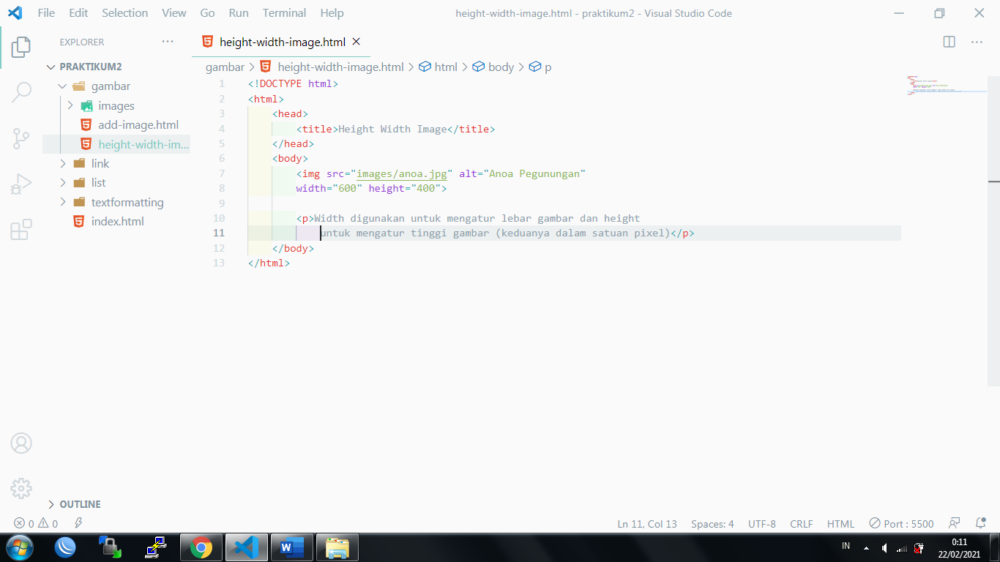 File Edit Selection View Go Run Terminal Help
height-width-image.html - praktikum2 - Visual Studio Code
EXPLORER
PRAKTIKUM2
gambar
images
add-image.html
height-width-im...
link
list
textformatting
index.html
OUTLINE
height-width-image.html
gambar > height-width-image.html > html > body > p
1 <!DOCTYPE html>
2 <html>
3 <head>
4 <title>Height Width Image</title>
5 </head>
6 <body>
7 <img src="images/anoa.jpg" alt="Anoa Pegunungan"
8 width="600" height="400">
9
10 <p>Width digunakan untuk mengatur lebar gambar dan height
11 untuk mengatur tinggi gambar (keduanya dalam satuan pixel)</p>
12 </body>
13 </html>
0 0
Ln 11, Col 13 Spaces: 4 UTF-8 CRLF HTML Port : 5500
IN
0:11
22/02/2021